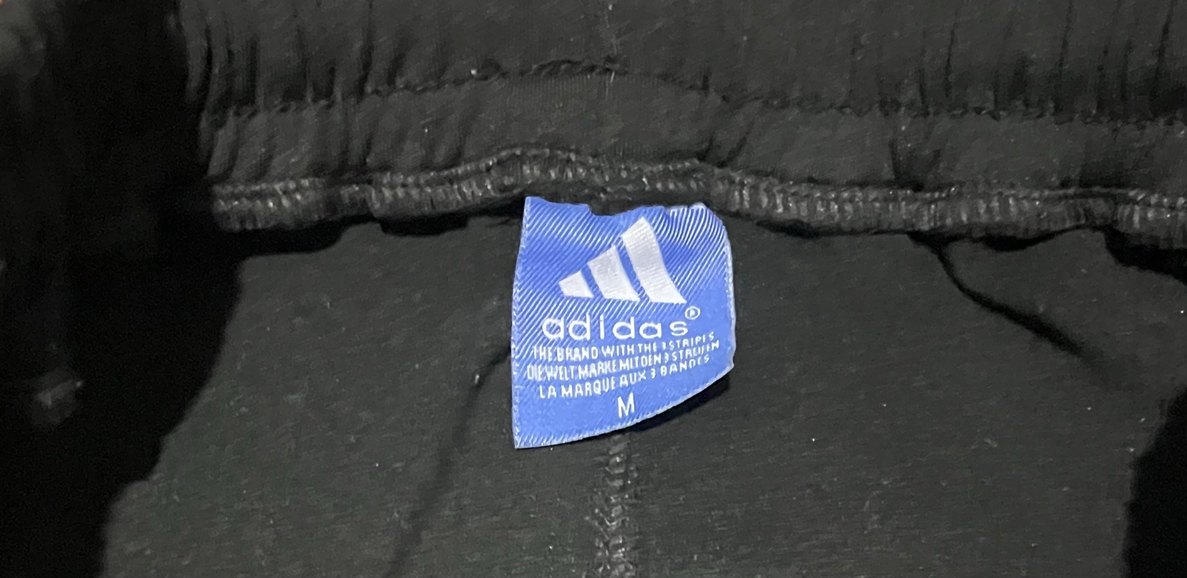 adidas®
THE BRAND WITH THE 3 STRIPES
DIE WELT MARKE MIT DEN 3 STREIFEN
LA MARQUE AUX 3 BANDES
M